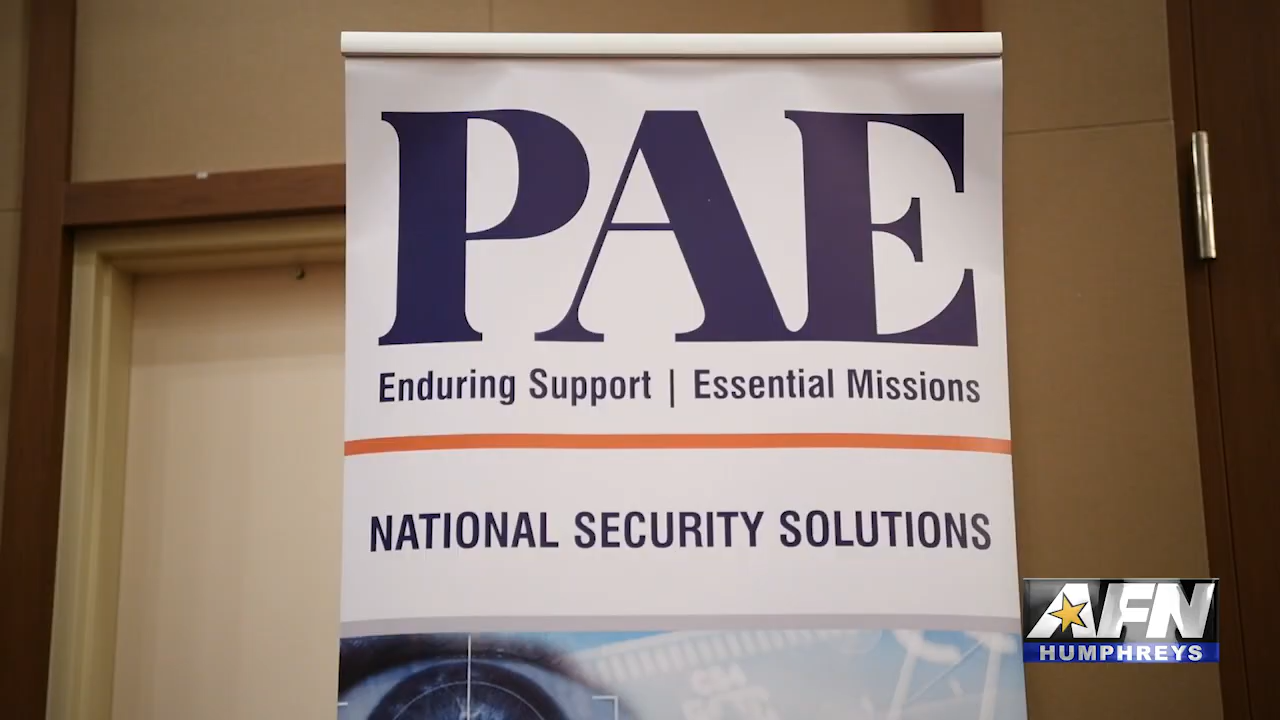 PAE
Enduring Support | Essential Missions
NATIONAL SECURITY SOLUTIONS
AFN
HUMPHREYS